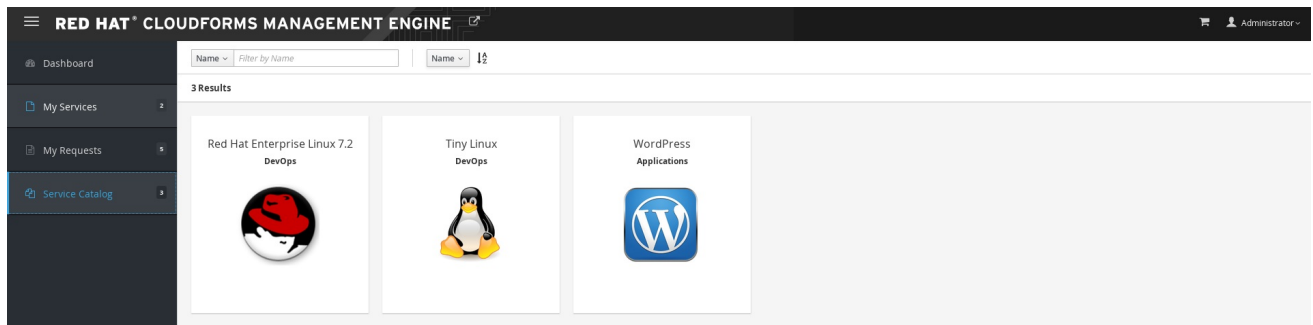 RED HAT® CLOUDFORMS MANAGEMENT ENGINE
Administrator
Dashboard
My Services 2
My Requests 5
Service Catalog 3
Name Filter by Name Name
3 Results
Red Hat Enterprise Linux 7.2
DevOps
Tiny Linux
DevOps
WordPress
Applications